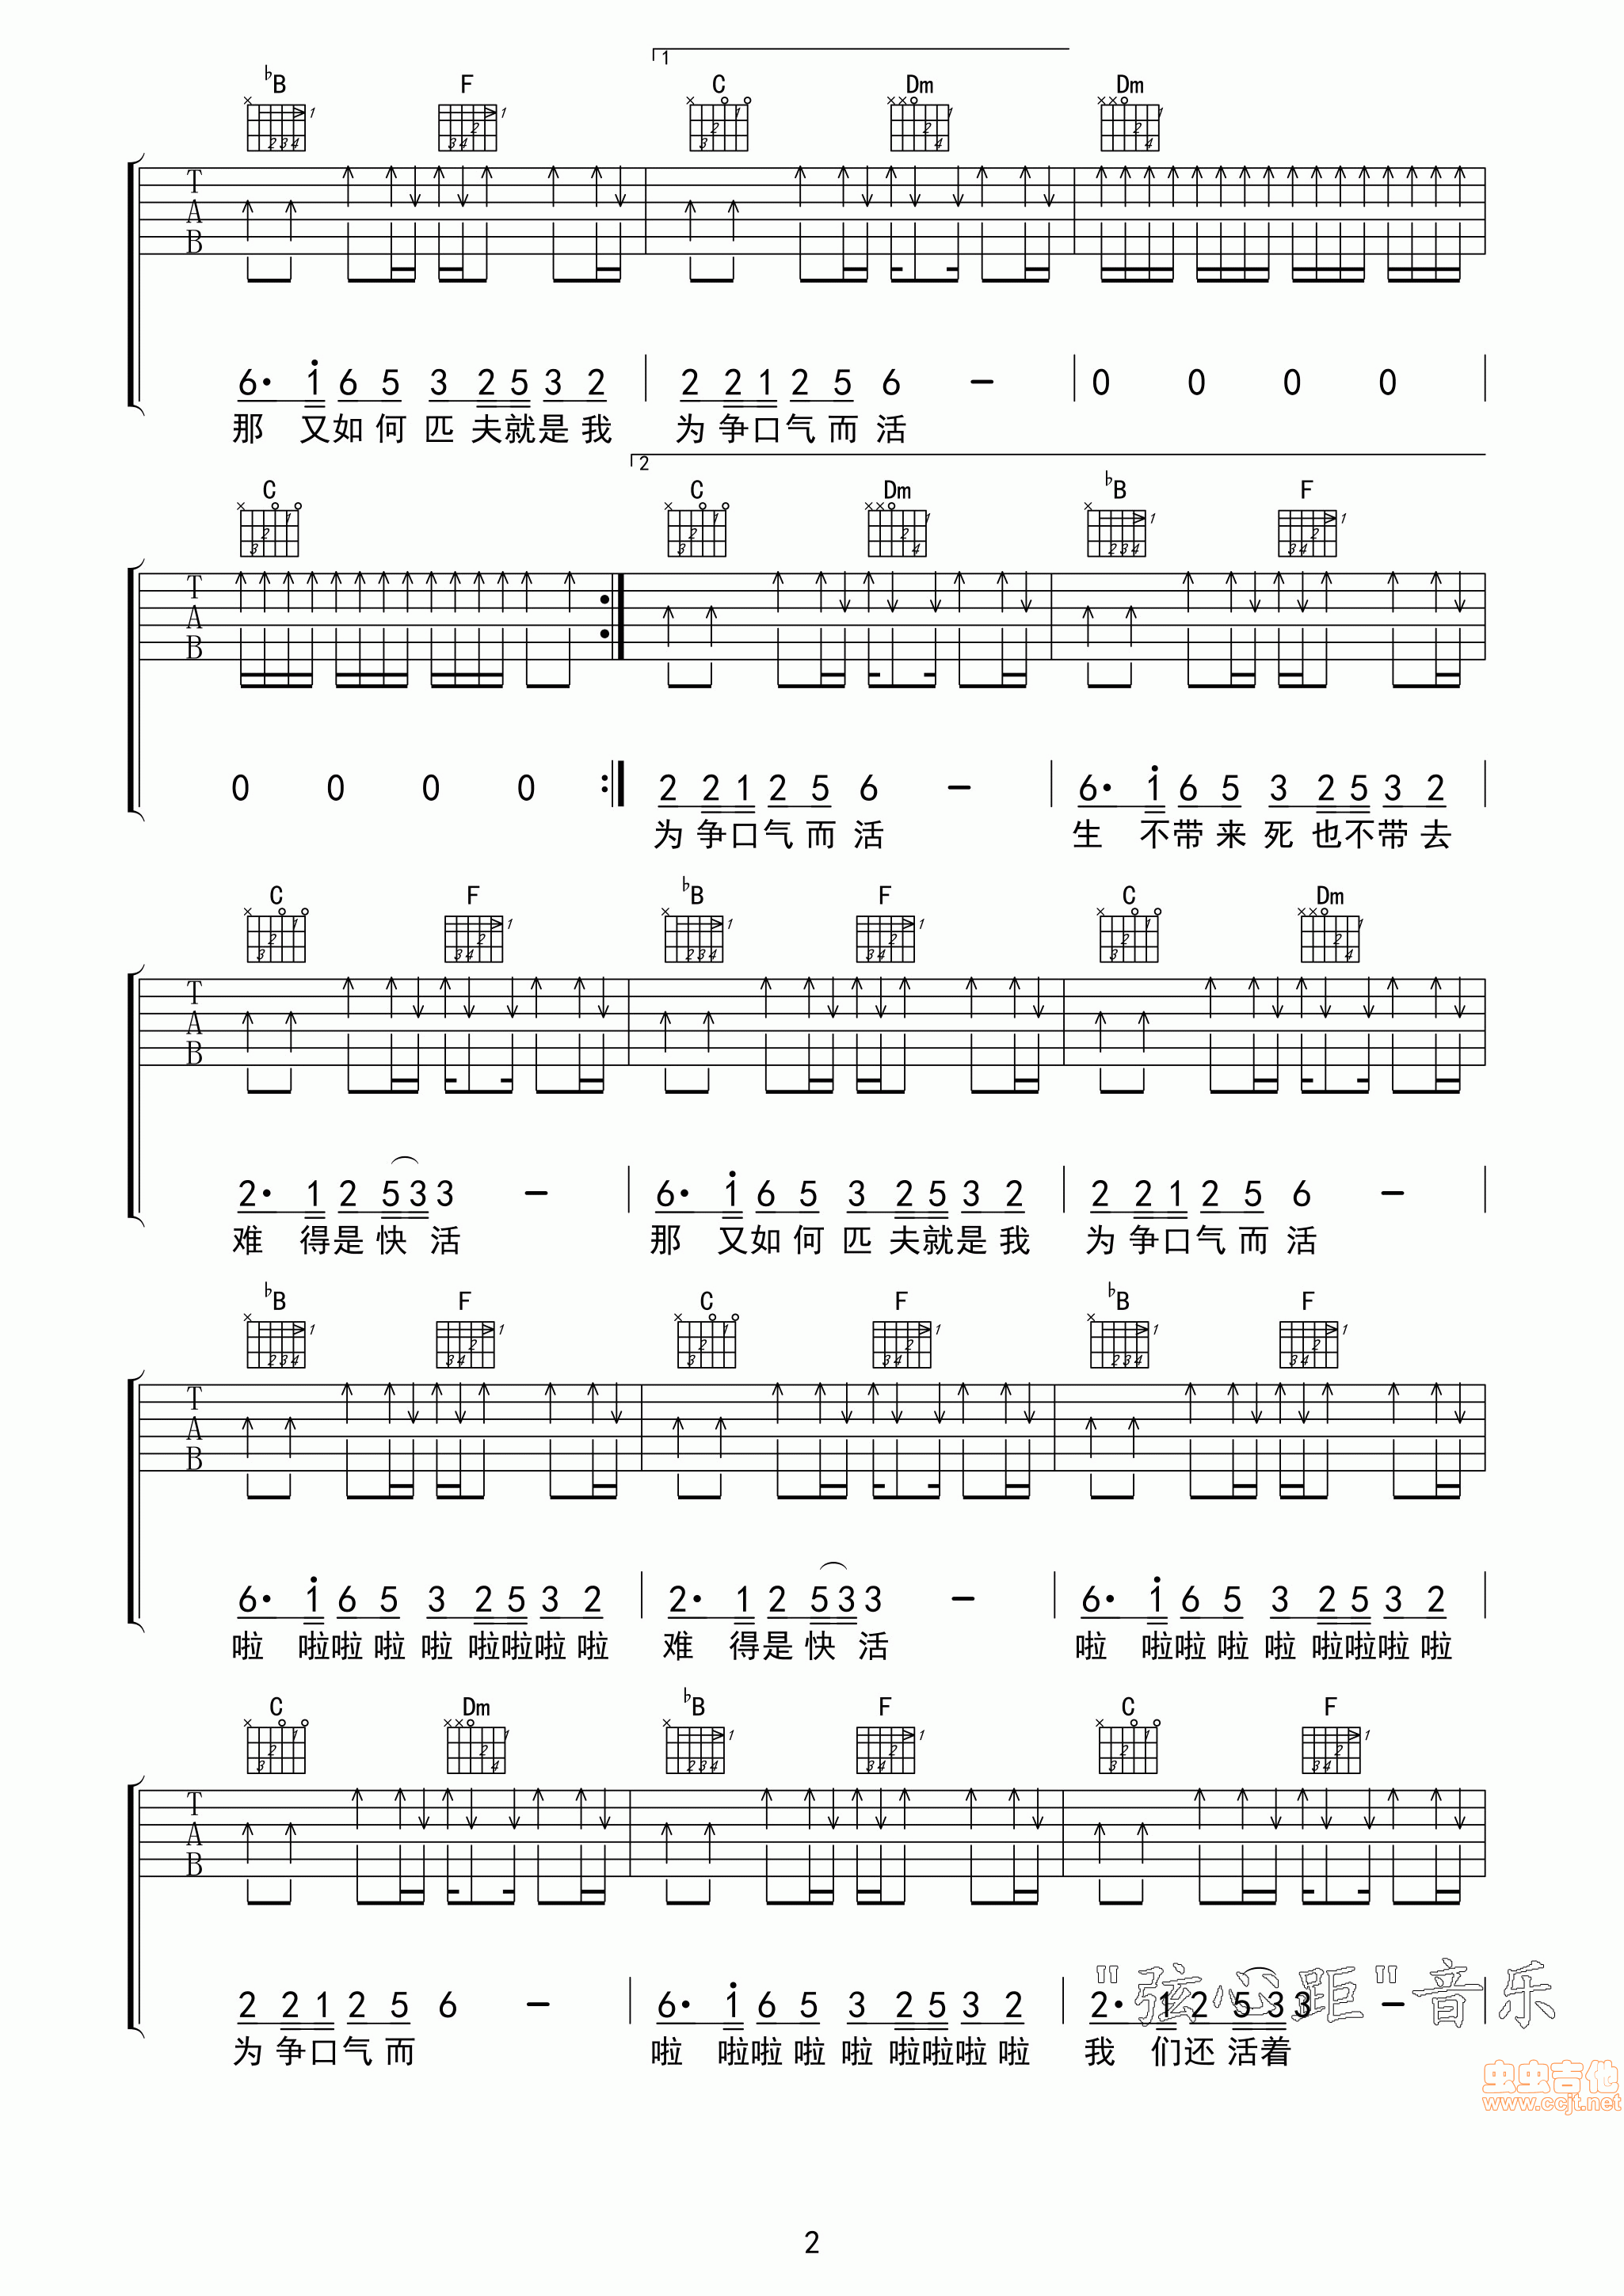 1
♭B F C Dm Dm
T
A
B
6· i 6 5 3 2 5 3 2 2 2 1 2 5 6 - 0 0 0 0
那 又如何匹夫就是我 为争口气而活
2
C C Dm ♭B F
T
A
B
0 0 0 0 2 2 1 2 5 6 - 6· i 6 5 3 2 5 3 2
为争口气而活 生 不带来死也不带去
C F ♭B F C Dm
T
A
B
2· 1 2 5 3 3 - 6· i 6 5 3 2 5 3 2 2 2 1 2 5 6 -
难 得是快活 那 又如何匹夫就是我 为争口气而活
♭B F C F ♭B F
T
A
B
6· i 6 5 3 2 5 3 2 2· 1 2 5 3 3 - 6· i 6 5 3 2 5 3 2
啦 啦啦啦啦啦啦啦啦 难 得是快活 啦 啦啦啦啦啦啦啦啦
C Dm ♭B F C F
T
A
B
"弦心距"音乐
2 2 1 2 5 6 - 6· i 6 5 3 2 5 3 2 2· 1 2 5 3 3 -
为争口气而 啦 啦啦啦啦啦啦啦啦 我 们还活着
虫虫吉他
www.ccjt.net
2